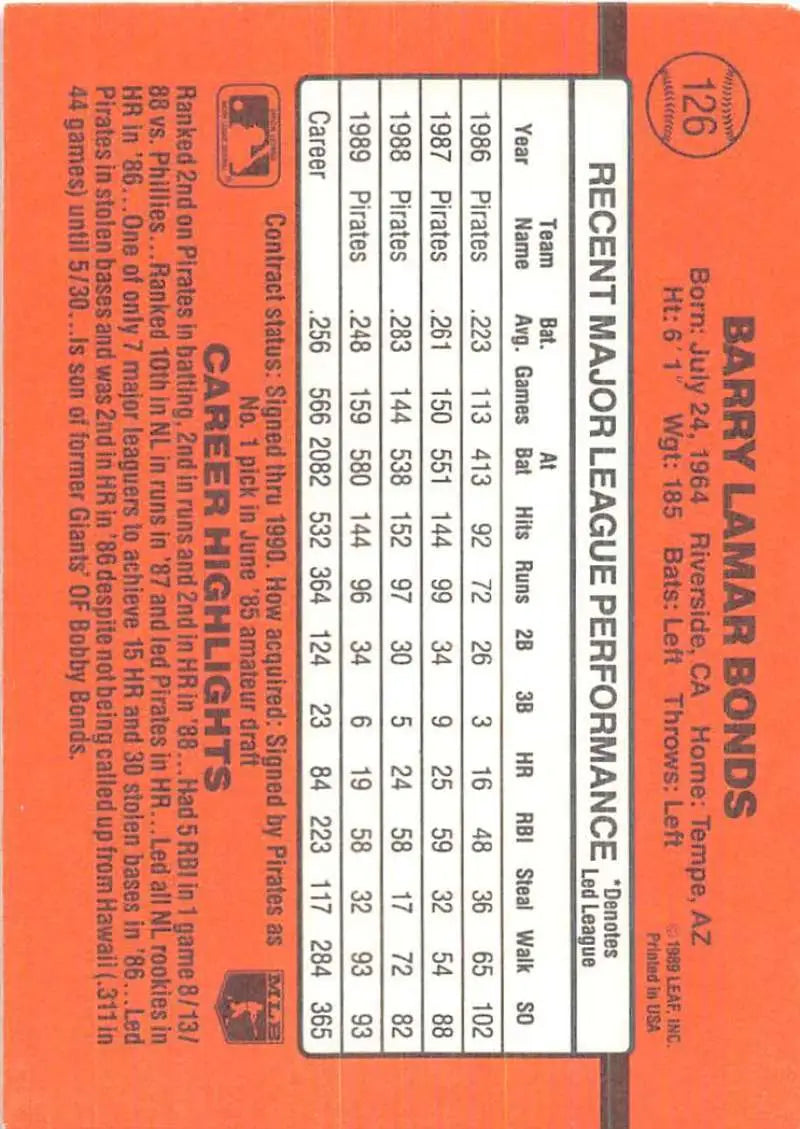 126
BARRY LAMAR BONDS
Born: July 24, 1964 Riverside, CA Home: Tempe, AZ
Ht: 6' 1" Wgt: 185 Bats: Left Throws: Left
© 1989 LEAF, INC.
Printed in USA
RECENT MAJOR LEAGUE PERFORMANCE
*Denotes
Led League
Year Team Name Bat. Avg. Games At Bat Hits Runs 2B 3B HR RBI Steal Walk SO
1986 Pirates .223 113 413 92 72 26 3 16 48 36 65 102
1987 Pirates .261 150 551 144 99 34 9 25 59 32 54 88
1988 Pirates .283 144 538 152 97 30 5 24 58 17 72 82
1989 Pirates .248 159 580 144 96 34 6 19 58 32 93 93
Career .256 566 2082 532 364 124 23 84 223 117 284 365
Contract status: Signed thru 1990. How acquired: Signed by Pirates as
No. 1 pick in June '85 amateur draft
MLB
CAREER HIGHLIGHTS
Ranked 2nd on Pirates in batting, 2nd in runs and 2nd in HR in '88...Had 5 RBI in 1 game 8/13/
88 vs. Phillies...Ranked 10th in NL in runs in '87 and led Pirates in HR...Led all NL rookies in
HR in '86...One of only 7 major leaguers to achieve 15 HR and 30 stolen bases in '86...Led
Pirates in stolen bases and was 2nd in HR in '86 despite not being called up from Hawaii (.311 in
44 games) until 5/30...Is son of former Giants' OF Bobby Bonds.